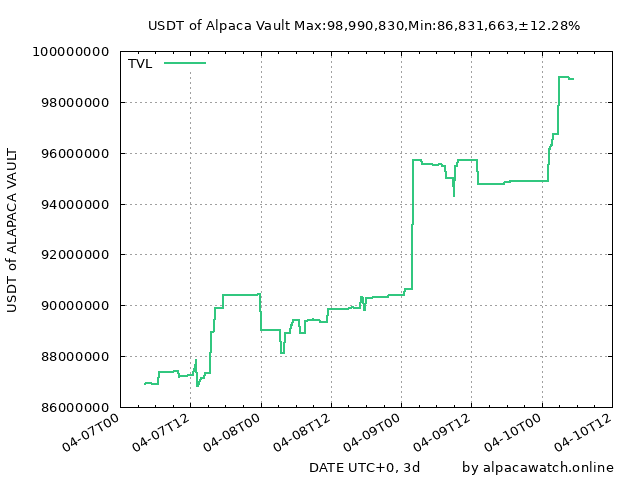 USDT of Alpaca Vault Max:98,990,830,Min:86,831,663,±12.28%
TVL
100000000
98000000
96000000
94000000
92000000
90000000
88000000
86000000
USDT of ALAPACA VAULT
04-07T00
04-07T12
04-08T00
04-08T12
04-09T00
04-09T12
04-10T00
04-10T12
DATE UTC+0, 3d
by alpacawatch.online